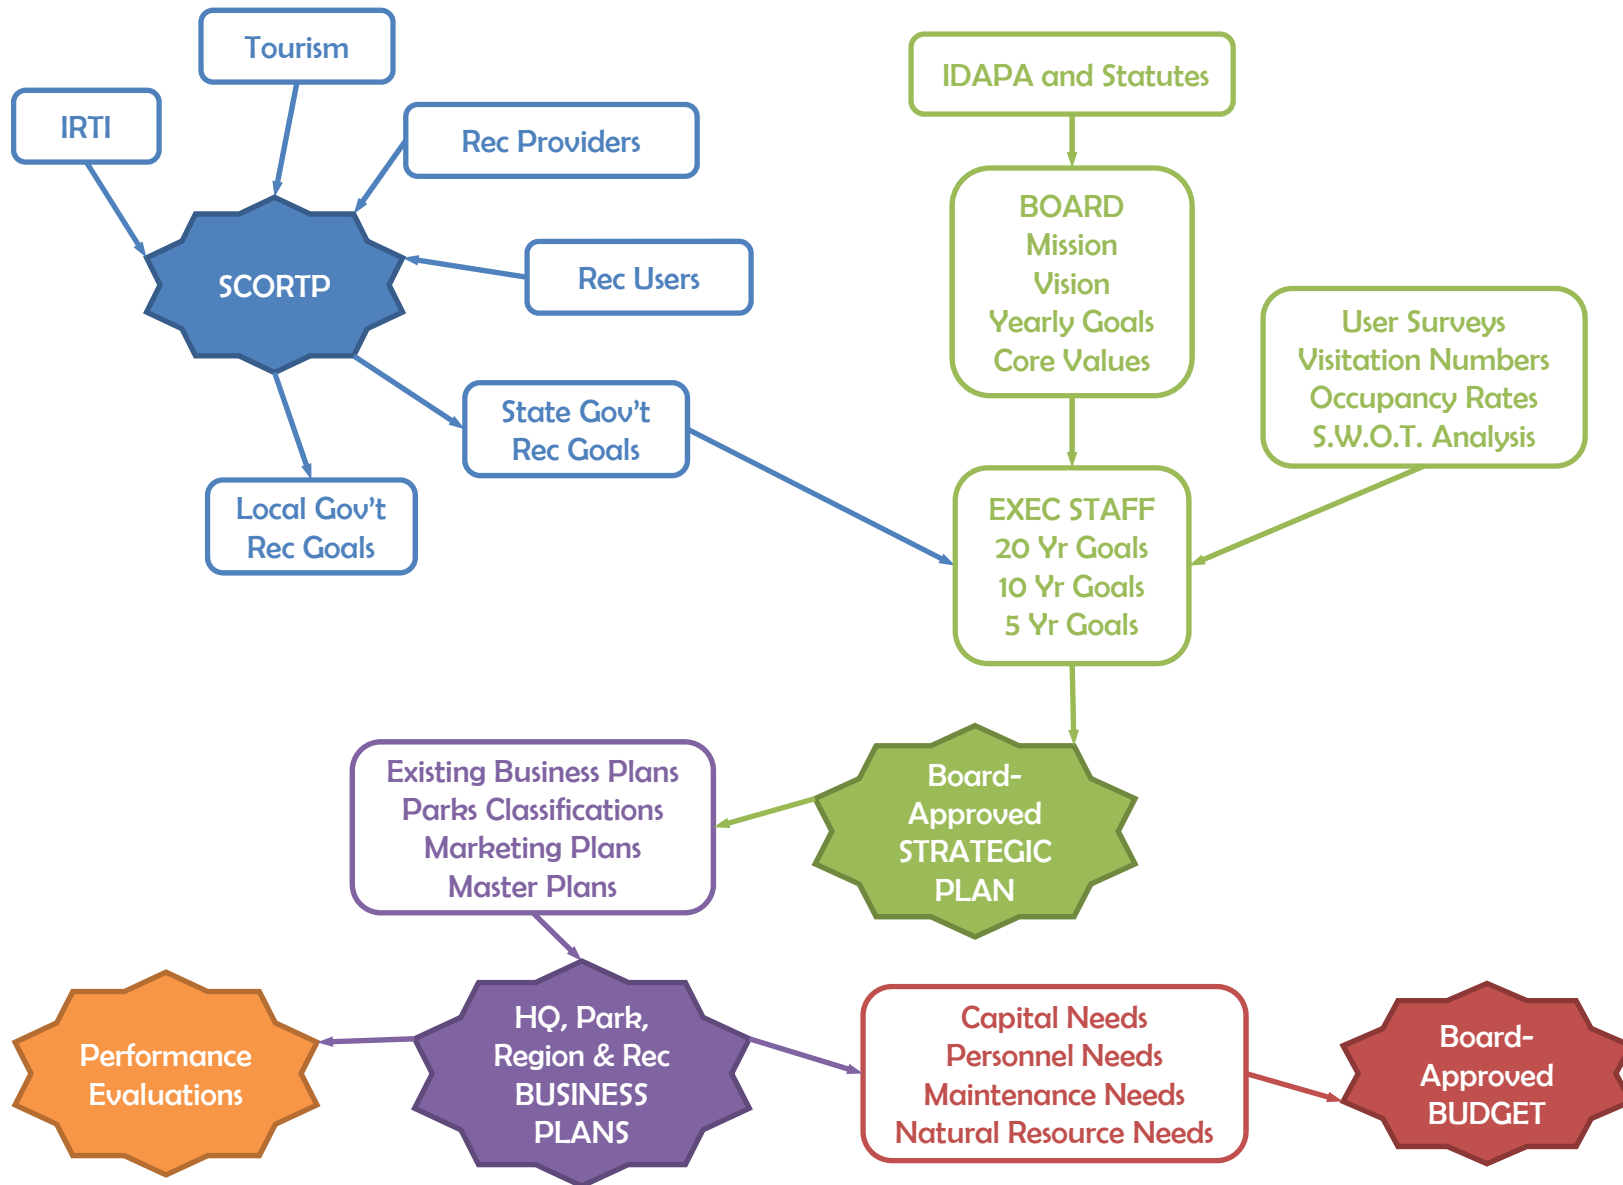 Tourism
IDAPA and Statutes
IRTI
Rec Providers
SCORTP
Rec Users
BOARD
Mission
Vision
Yearly Goals
Core Values
User Surveys
Visitation Numbers
Occupancy Rates
S.W.O.T. Analysis
State Gov’t
Rec Goals
Local Gov’t
Rec Goals
EXEC STAFF
20 Yr Goals
10 Yr Goals
5 Yr Goals
Existing Business Plans
Parks Classifications
Marketing Plans
Master Plans
Board-
Approved
STRATEGIC
PLAN
Performance
Evaluations
HQ, Park,
Region & Rec
BUSINESS
PLANS
Capital Needs
Personnel Needs
Maintenance Needs
Natural Resource Needs
Board-
Approved
BUDGET